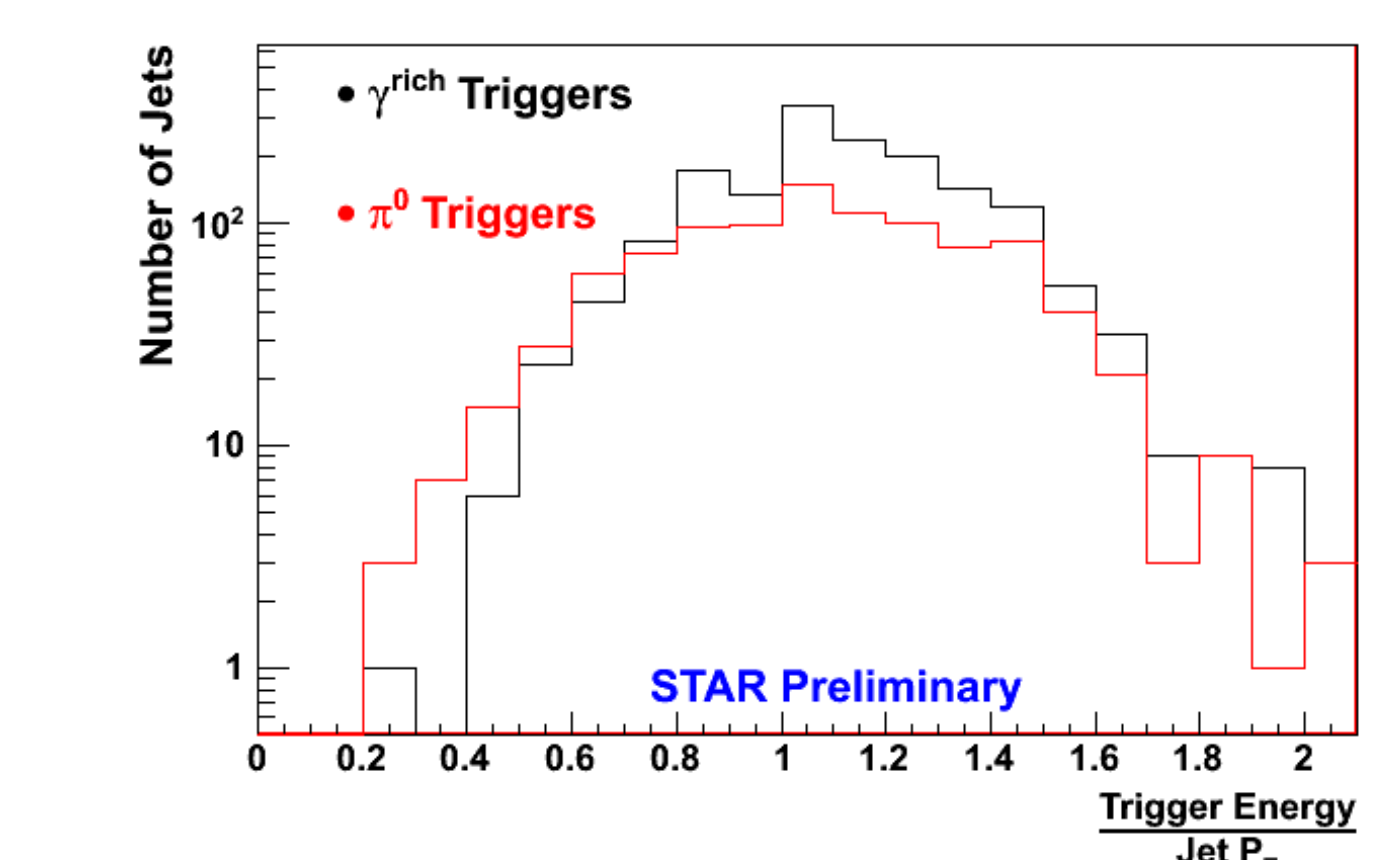 Number of Jets
γ^rich Triggers
π^0 Triggers
10^2
10
1
STAR Preliminary
0 0.2 0.4 0.6 0.8 1 1.2 1.4 1.6 1.8 2
Trigger Energy
Jet P